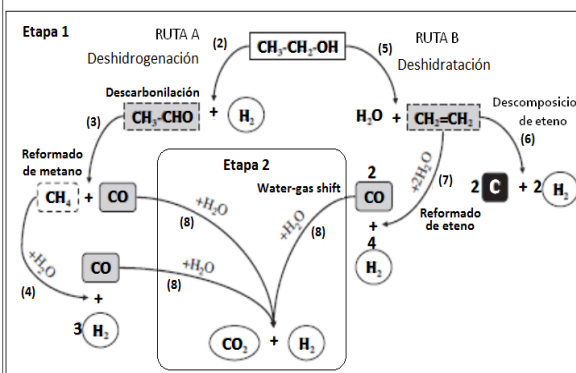 Etapa 1
RUTA A
Deshidrogenación
(2)
CH₃-CH₂-OH
(5)
RUTA B
Deshidratación
Descarbonilación
(3)
CH₃-CHO + H₂
H₂O + CH₂=CH₂
Descomposicio
de eteno
(6)
Reformado
de metano
CH₄ + CO
Etapa 2
Water-gas shift
+H₂O
(8)
+H₂O
(8)
2
CO
+
4
H₂
+2H₂O
(7)
Reformado
de eteno
2 C + 2 H₂
+H₂O
(4)
CO
+
3 H₂
+H₂O
(8)
CO₂ + H₂